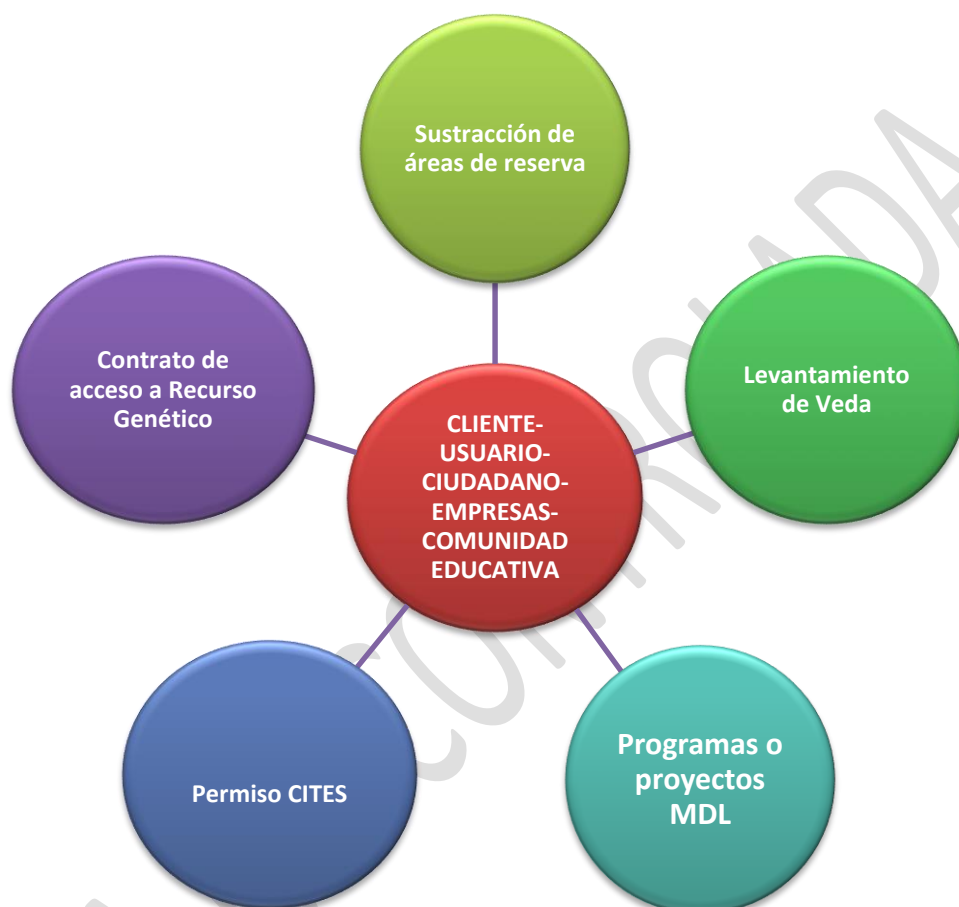 Sustracción de
áreas de reserva
Contrato de
acceso a Recurso
Genético
Levantamiento
de Veda
CLIENTE-
USUARIO-
CIUDADANO-
EMPRESAS-
COMUNIDAD
EDUCATIVA
Permiso CITES
Programas o
proyectos
MDL